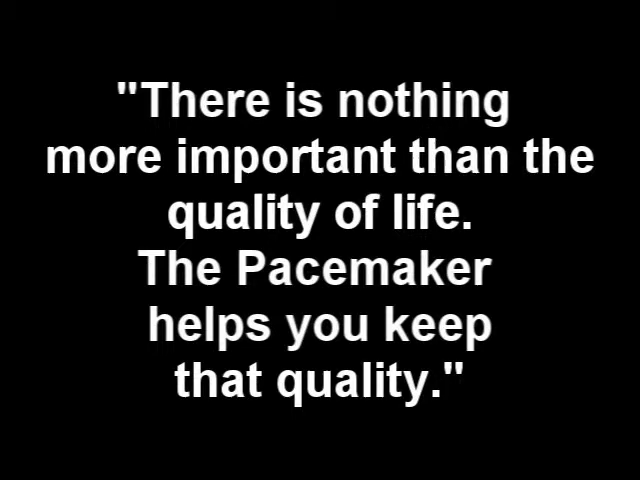 "There is nothing
more important than the
quality of life.
The Pacemaker
helps you keep
that quality."